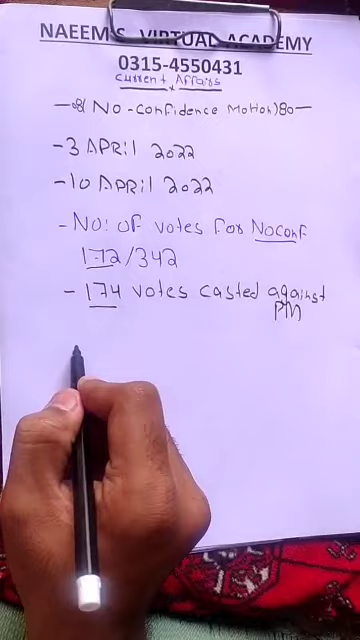 NAEEM'S VIRTUAL ACADEMY
0315-4550431
Current Affairs
No-Confidence Motion
- 3 APRil 2022
- 10 APRil 2022
- No: of votes for Noconf
172/342
- 174 votes casted against
PM